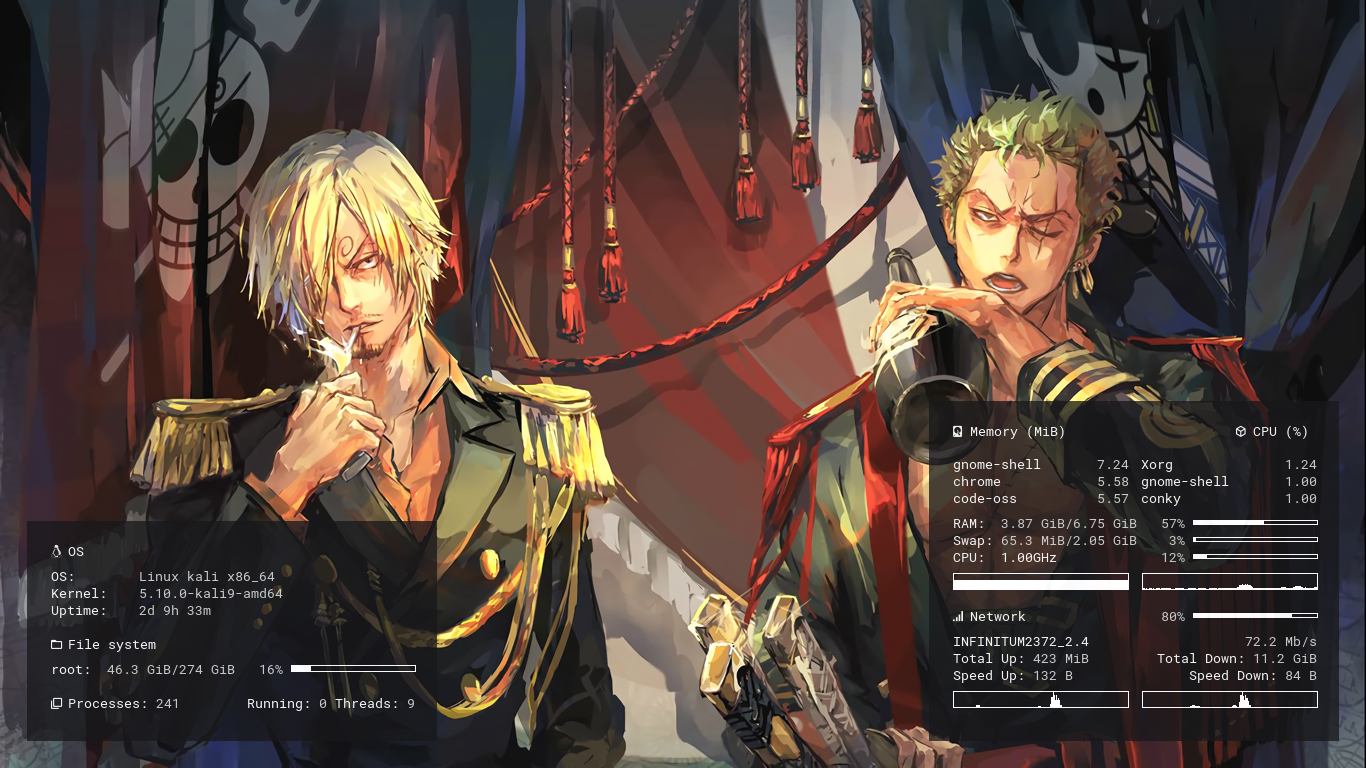 OS
OS: Linux kali x86_64
Kernel: 5.10.0-kali9-amd64
Uptime: 2d 9h 33m
File system
root: 46.3 GiB/274 GiB 16%
Processes: 241 Running: 0 Threads: 9
Memory (MiB) CPU (%)
gnome-shell 7.24 Xorg 1.24
chrome 5.58 gnome-shell 1.00
code-oss 5.57 conky 1.00
RAM: 3.87 GiB/6.75 GiB 57%
Swap: 65.3 MiB/2.05 GiB 3%
CPU: 1.00GHz 12%
Network 80%
INFINITUM2372_2.4 72.2 Mb/s
Total Up: 423 MiB Total Down: 11.2 GiB
Speed Up: 132 B Speed Down: 84 B